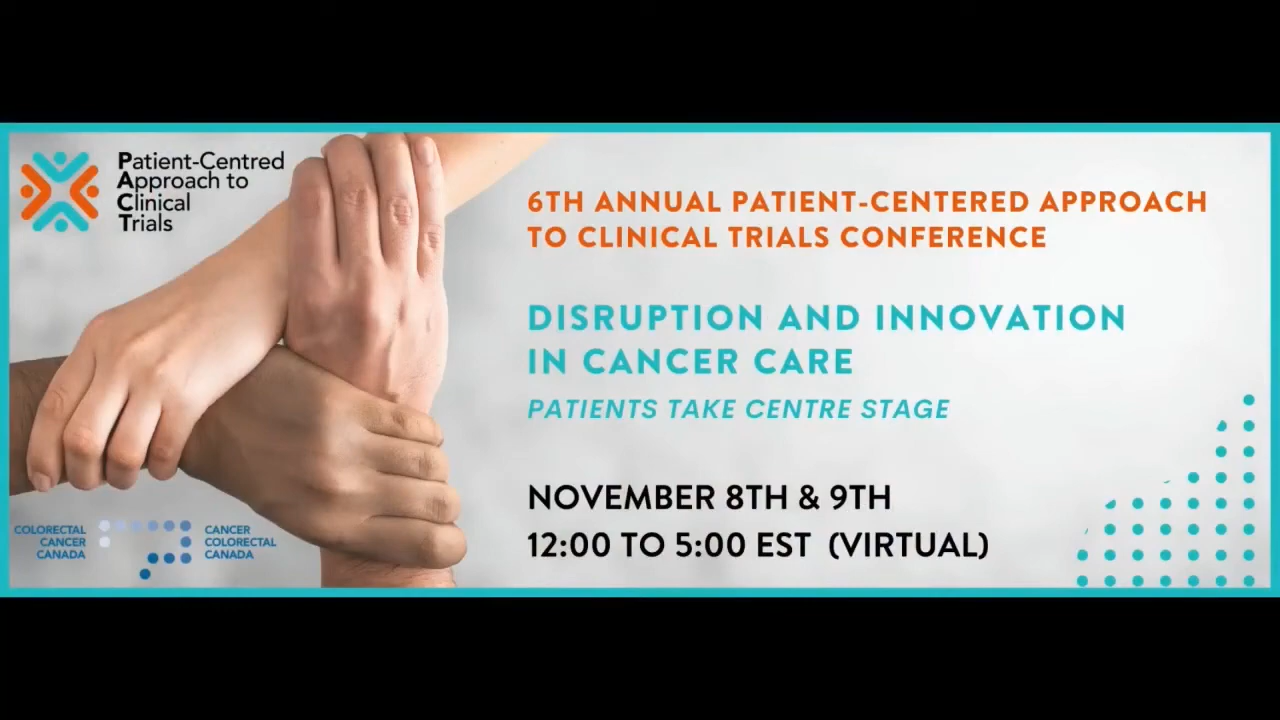 Patient-Centred
Approach to
Clinical
Trials
6TH ANNUAL PATIENT-CENTERED APPROACH
TO CLINICAL TRIALS CONFERENCE
DISRUPTION AND INNOVATION
IN CANCER CARE
PATIENTS TAKE CENTRE STAGE
NOVEMBER 8TH & 9TH
12:00 TO 5:00 EST (VIRTUAL)
COLORECTAL
CANCER
CANADA
CANCER
COLORECTAL
CANADA